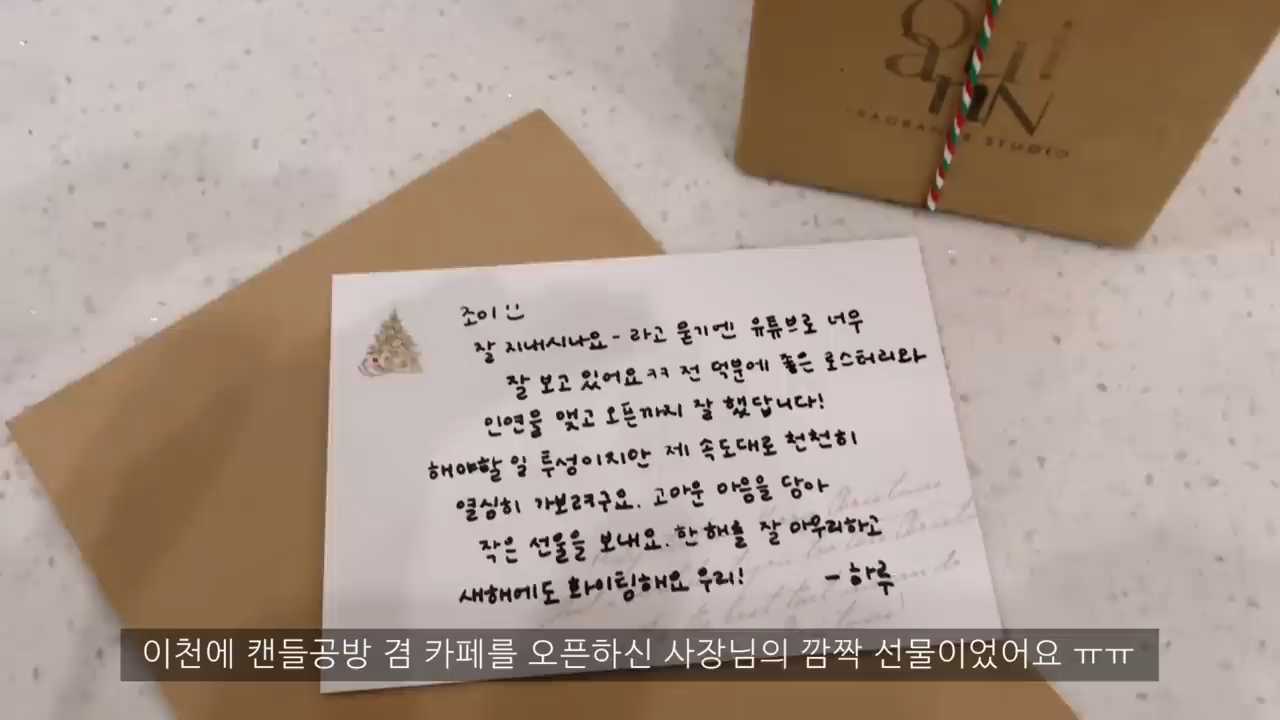 STUDIO
조이 :)
잘 지내시나요~ 라고 묻기엔 유튜브로 너무
잘 보고 있어요ㅋㅋ 전 덕분에 좋은 로스터리와
인연을 맺고 오픈까지 잘 했답니다!
해야할 일 투성이지만 제 속도대로 천천히
열심히 가보려구요. 고마운 마음을 담아
작은 선물을 보내요. 한 해를 잘 마무리하고
새해에도 화이팅해요 우리!
- 하루
이천에 캔들공방 겸 카페를 오픈하신 사장님의 깜짝 선물이었어요 ㅠㅠ